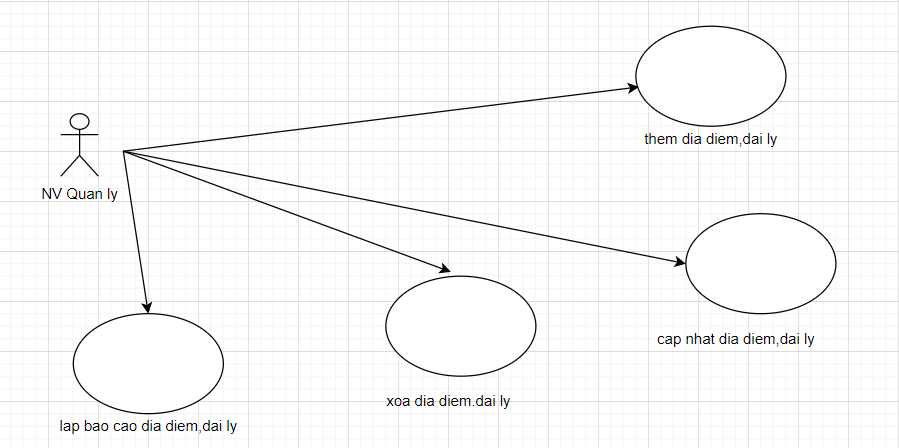 them dia diem,dai ly
NV Quan ly
cap nhat dia diem,dai ly
xoa dia diem.dai ly
lap bao cao dia diem,dai ly